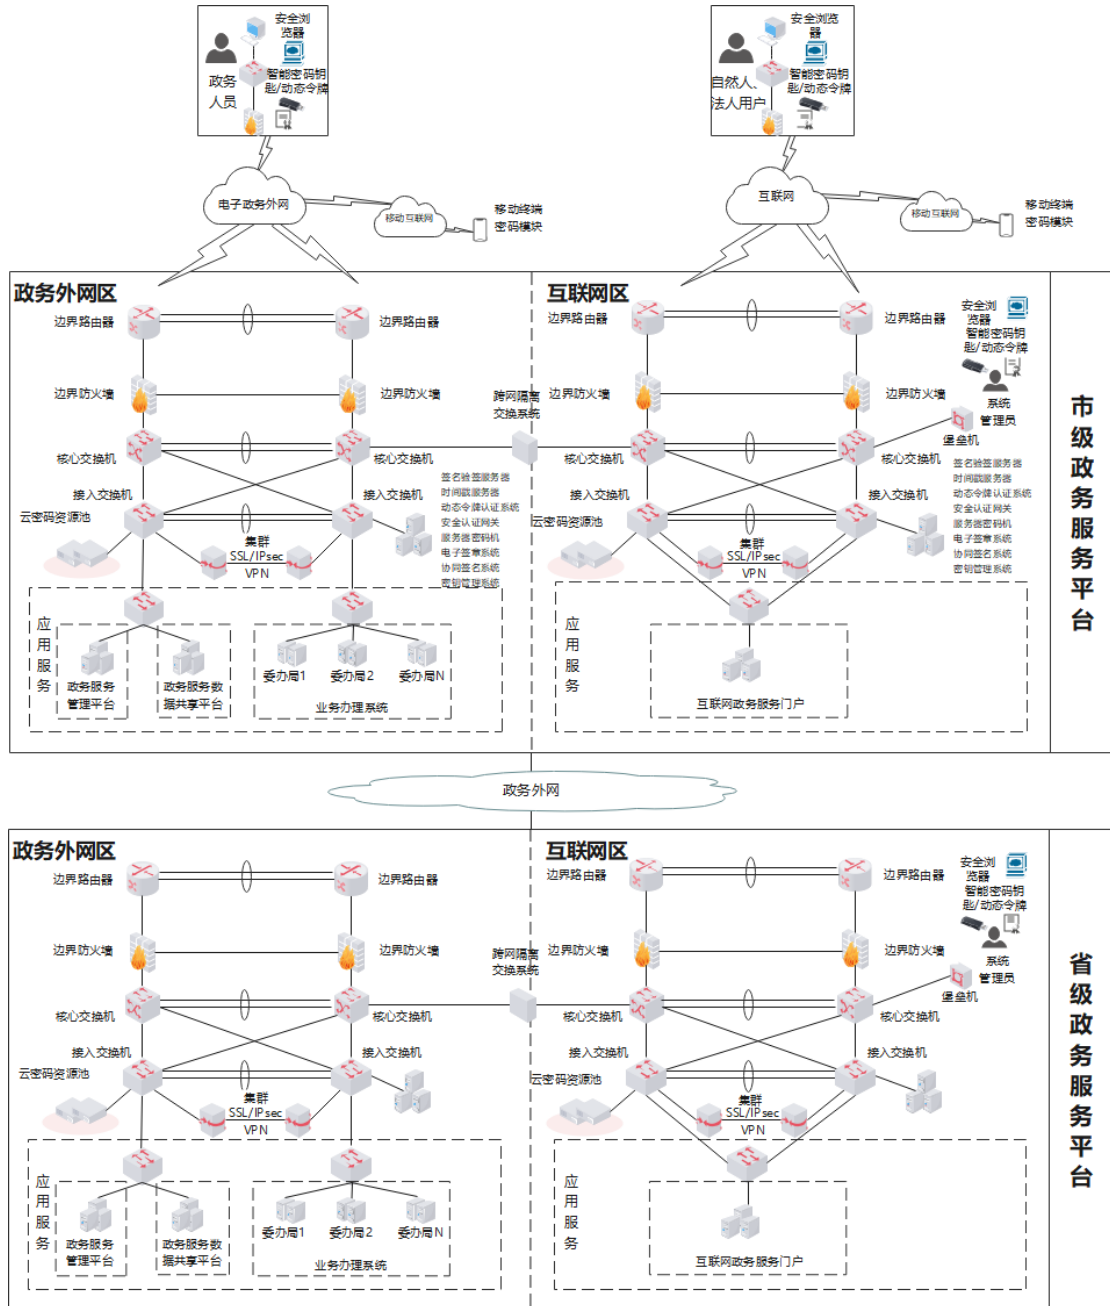 安全浏
览器
智能密码钥
匙/动态令牌
政务
人员
安全浏览
器
智能密码钥
匙/动态令牌
自然人、
法人用户
电子政务外网
移动互联网
移动终端
密码模块
互联网
移动互联网
移动终端
密码模块
政务外网区
边界路由器
边界路由器
边界防火墙
边界防火墙
跨网隔离
交换系统
核心交换机
核心交换机
接入交换机
接入交换机
云密码资源池
签名验签服务器
时间戳服务器
动态令牌认证系统
安全认证网关
服务器密码机
电子签章系统
协同签名系统
密钥管理系统
集群
SSL/IPsec
VPN
应用服务
政务服务
管理平台
政务服务数
据共享平台
委办局1
委办局2
委办局N
业务办理系统
互联网区
边界路由器
边界路由器
安全浏
览器
智能密码钥
匙/动态令牌
系统
管理员
边界防火墙
边界防火墙
堡垒机
核心交换机
核心交换机
接入交换机
接入交换机
云密码资源池
签名验签服务器
时间戳服务器
动态令牌认证系统
安全认证网关
服务器密码机
电子签章系统
协同签名系统
密钥管理系统
集群
SSL/IPsec
VPN
应用服务
互联网政务服务门户
市级政务服务平台
政务外网
政务外网区
边界路由器
边界路由器
边界防火墙
边界防火墙
跨网隔离
交换系统
核心交换机
核心交换机
接入交换机
接入交换机
云密码资源池
集群
SSL/IPsec
VPN
应用服务
政务服务
管理平台
政务服务数
据共享平台
委办局1
委办局2
委办局N
业务办理系统
互联网区
边界路由器
边界路由器
安全浏
览器
智能密码钥
匙/动态令牌
系统
管理员
边界防火墙
边界防火墙
堡垒机
核心交换机
核心交换机
接入交换机
接入交换机
云密码资源池
集群
SSL/IPsec
VPN
应用服务
互联网政务服务门户
省级政务服务平台